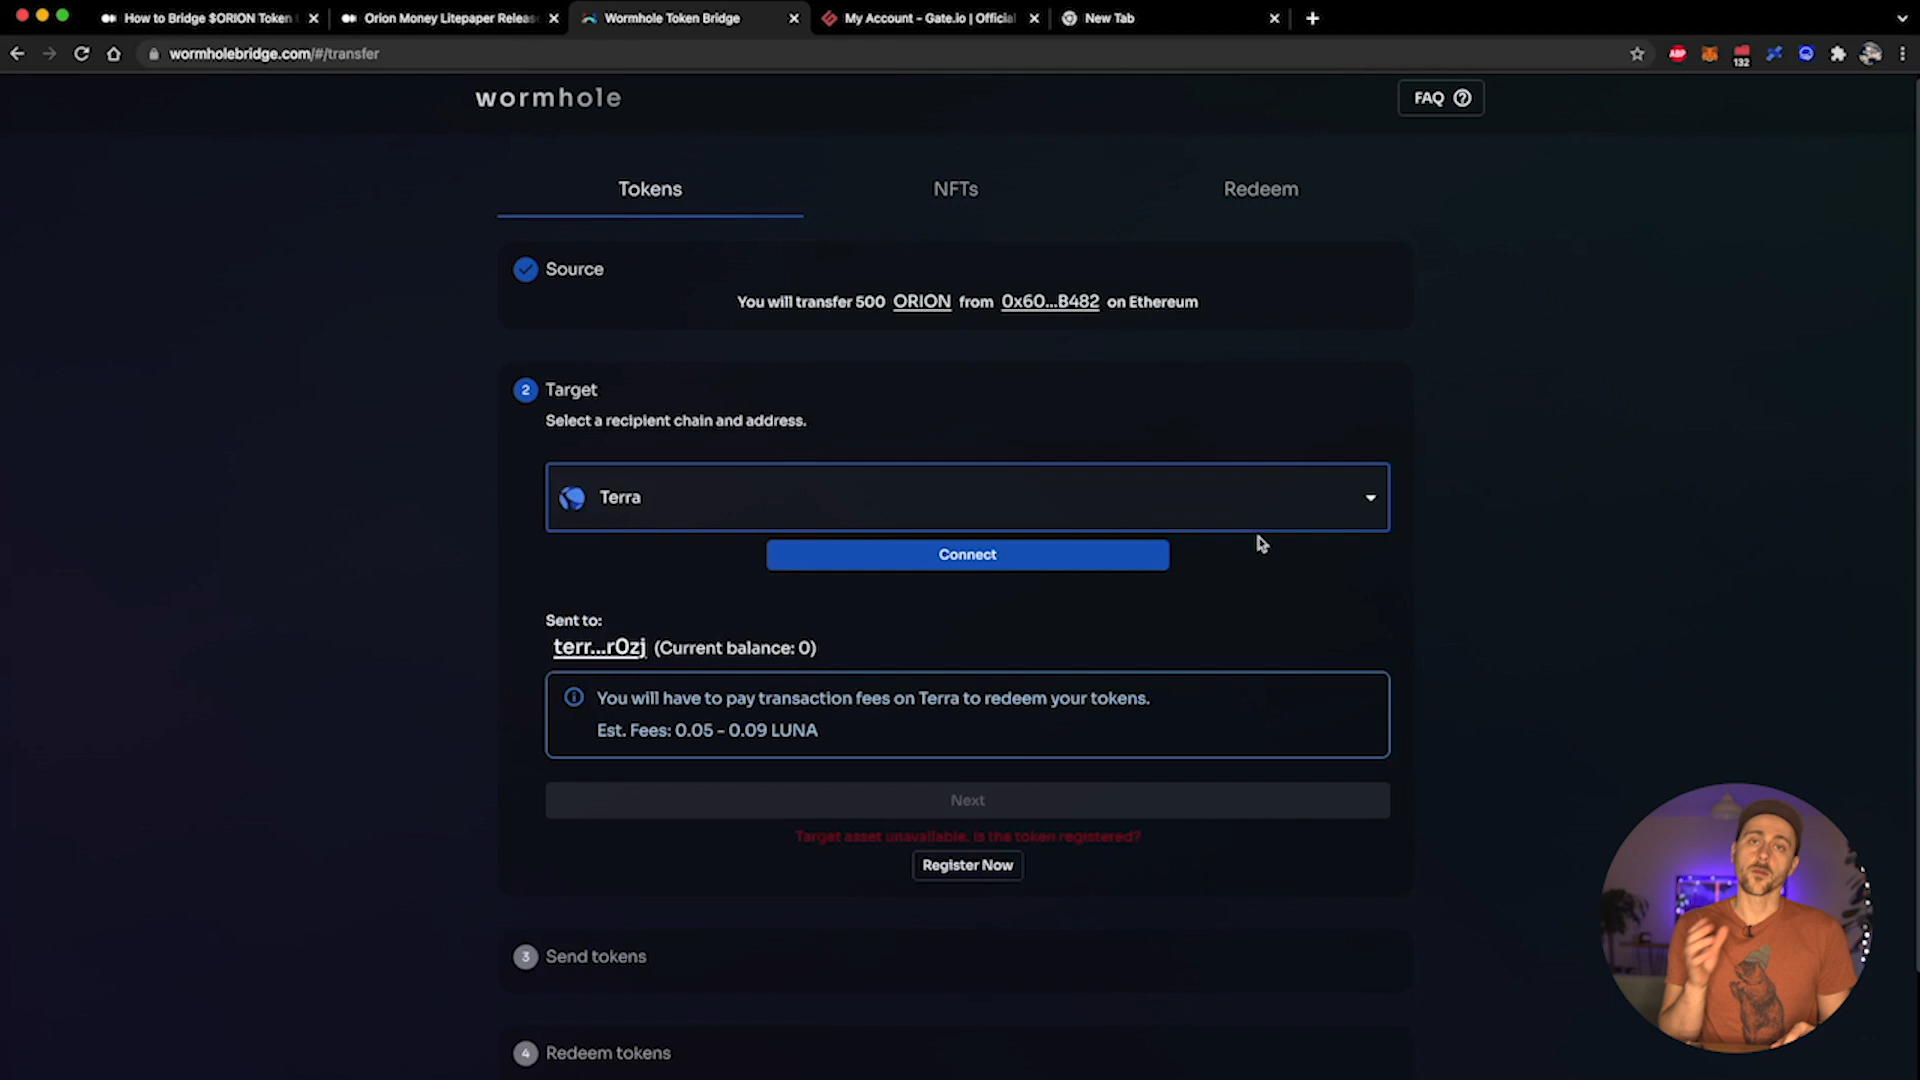 How to Bridge $ORION Token
Orion Money Litepaper Releas
Wormhole Token Bridge
My Account - Gate.io | Official
New Tab
wormholebridge.com/#/transfer
ABP
132
wormhole
FAQ
Tokens
NFTs
Redeem
Source
You will transfer 500 ORION from 0x60...B482 on Ethereum
2 Target
Select a recipient chain and address.
Terra
Connect
Sent to:
terr...r0zj (Current balance: 0)
You will have to pay transaction fees on Terra to redeem your tokens.
Est. Fees: 0.05 - 0.09 LUNA
Next
Target asset unavailable. Is the token registered?
Register Now
3 Send tokens
4 Redeem tokens